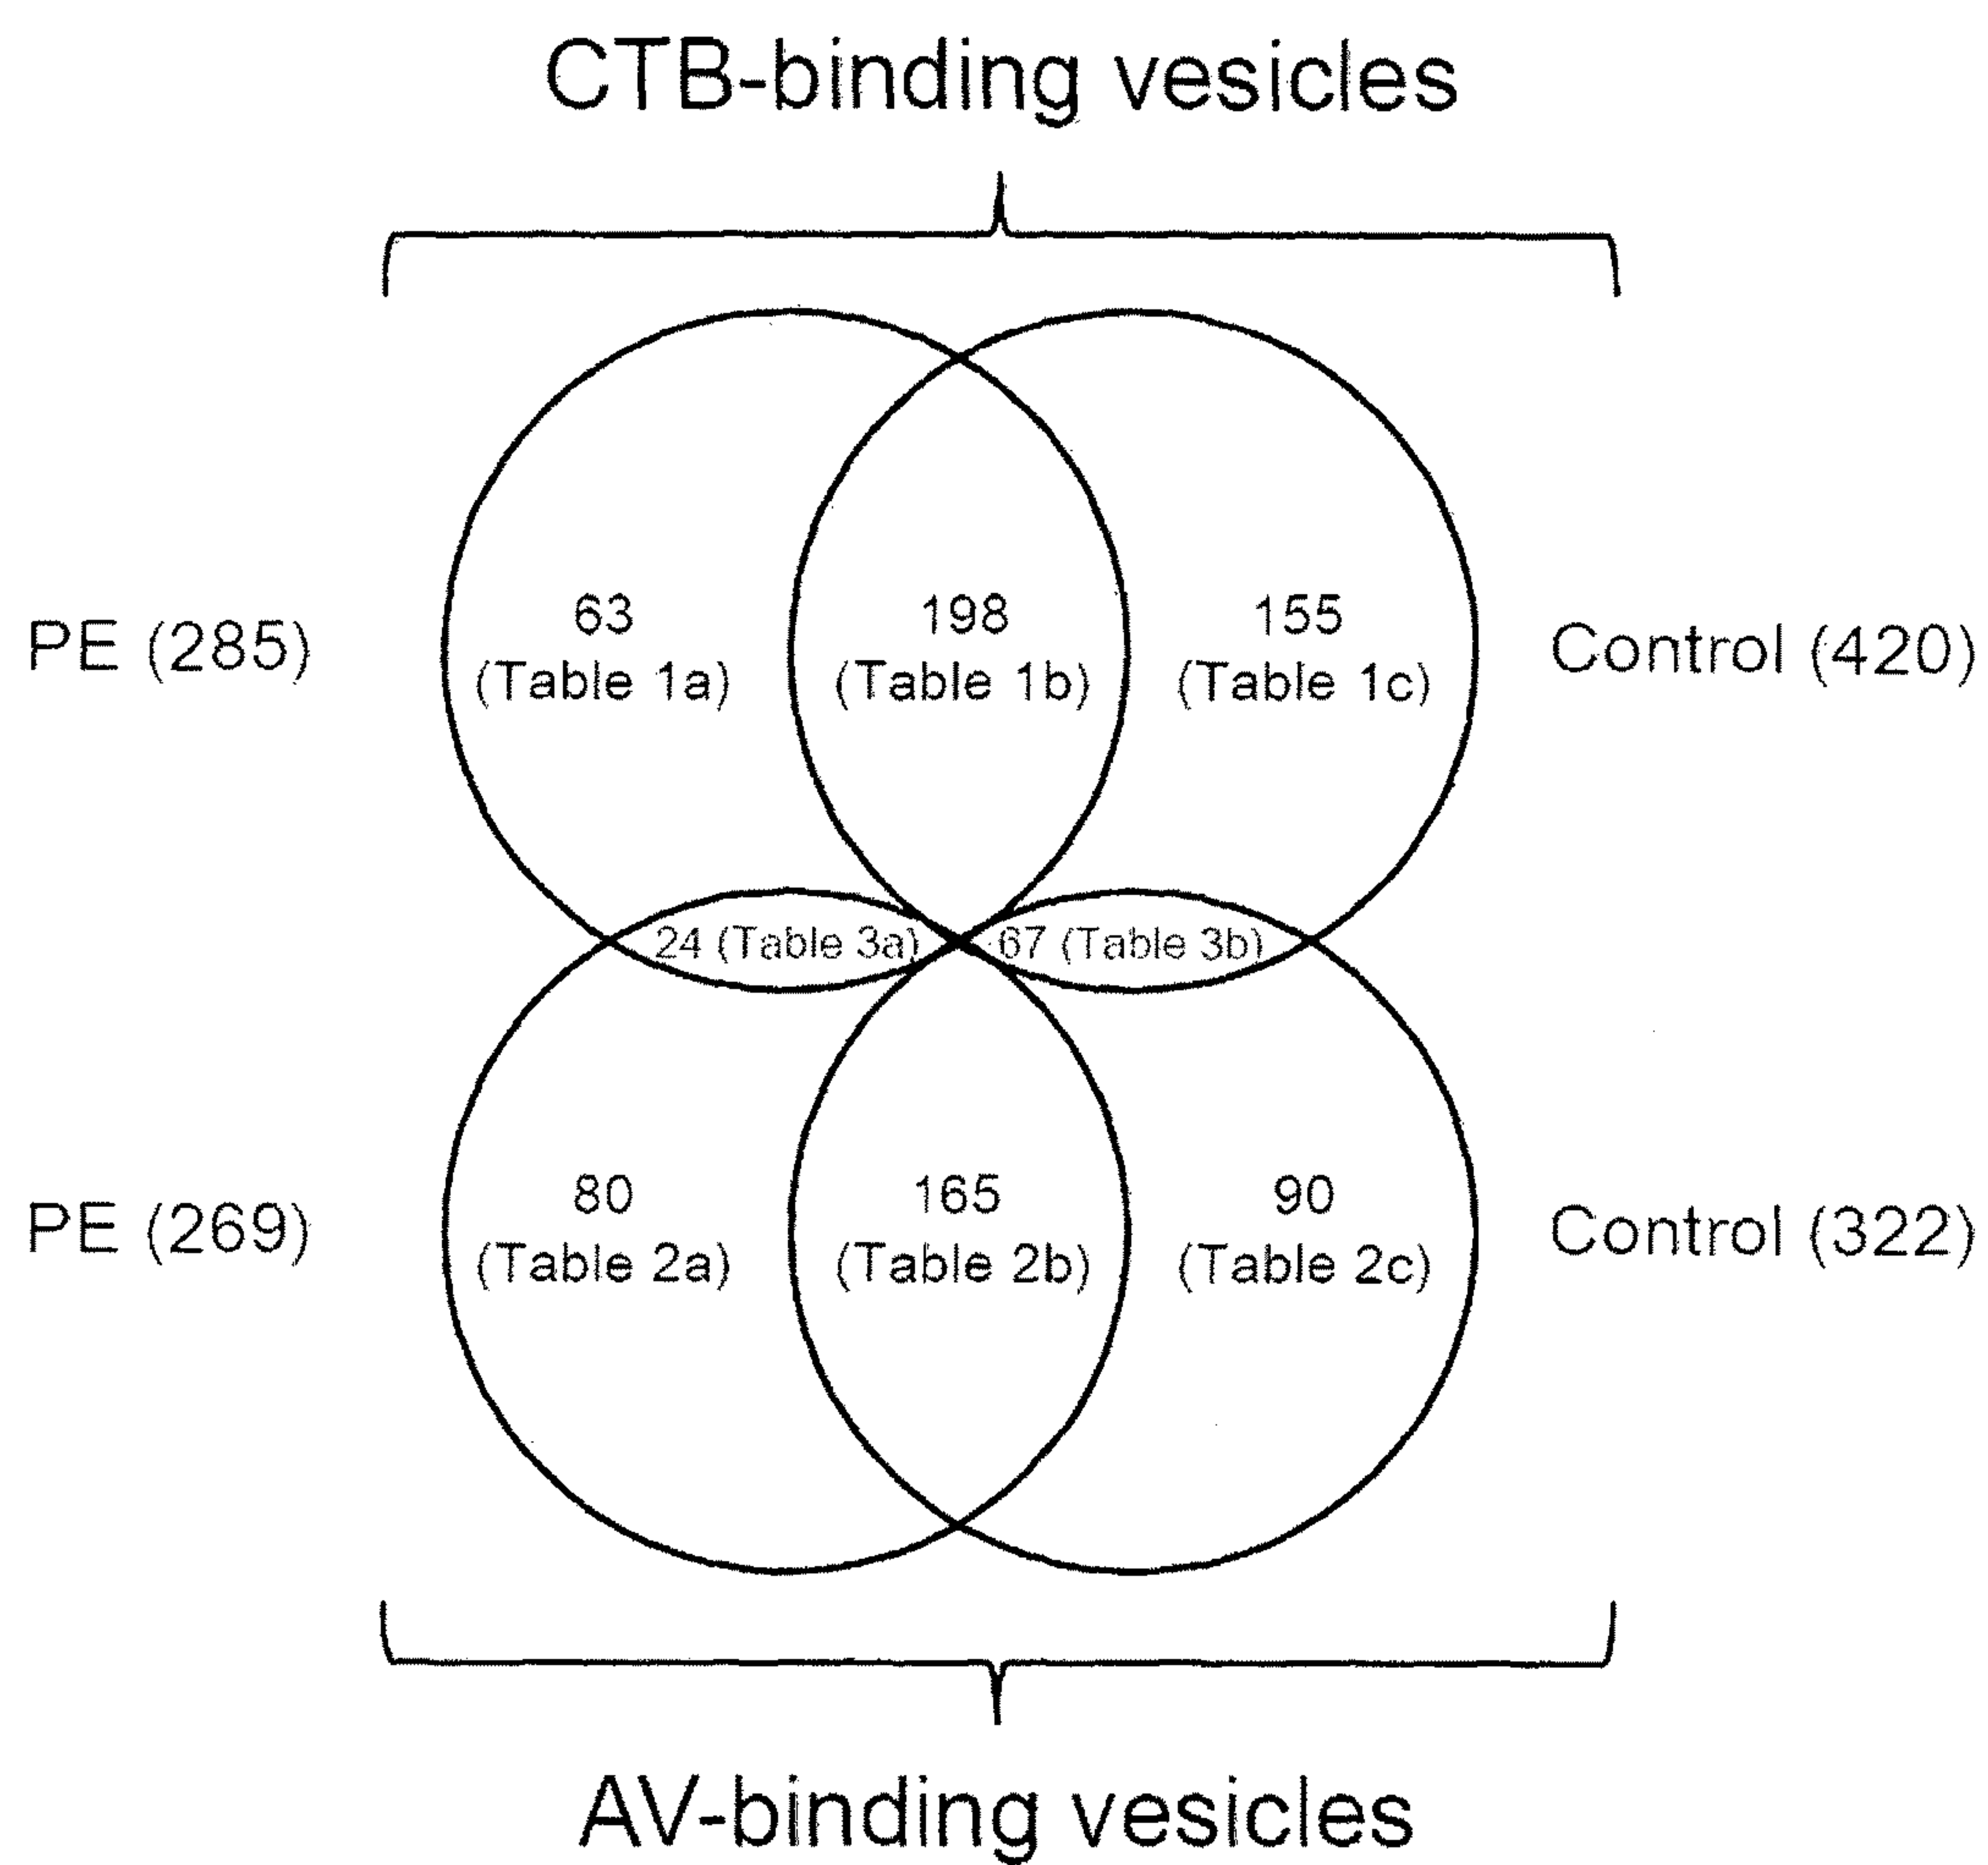 CTB-binding vesicles
PE (285)
63
(Table 1a)
198
(Table 1b)
155
(Table 1c)
Control (420)
24 (Table 3a)
67 (Table 3b)
PE (269)
80
(Table 2a)
165
(Table 2b)
90
(Table 2c)
Control (322)
AV-binding vesicles